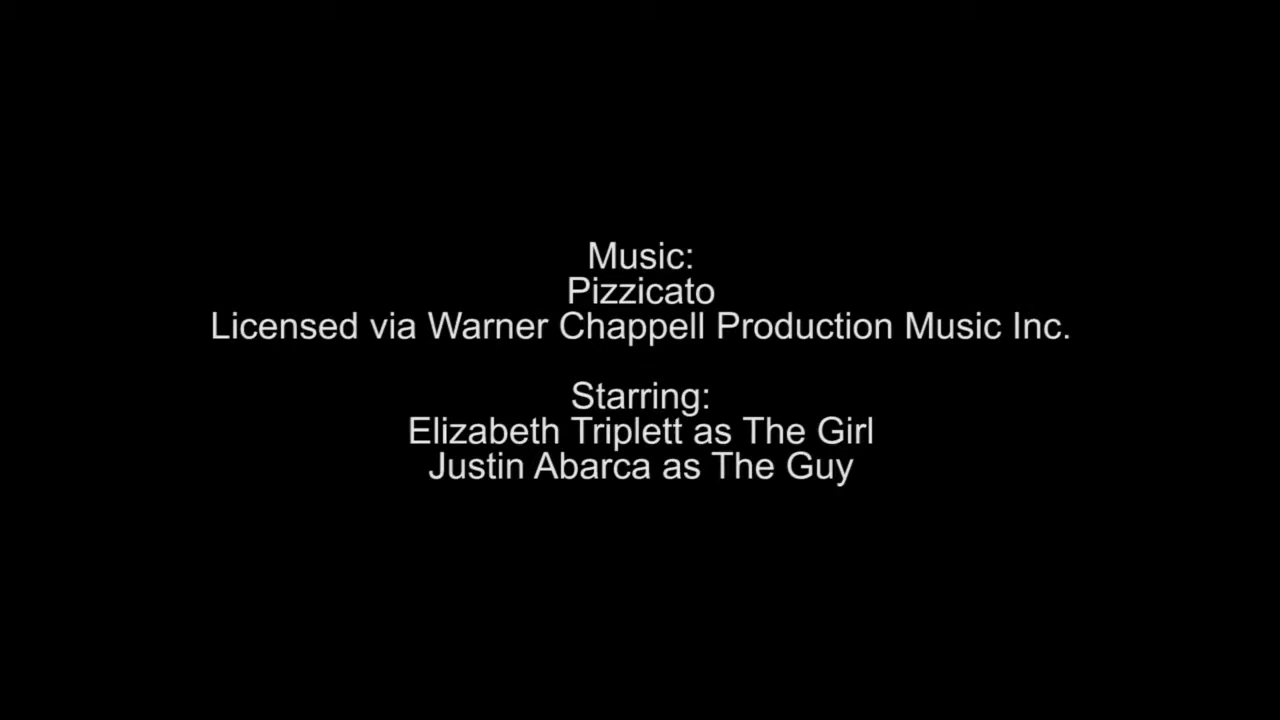 Music:
Pizzicato
Licensed via Warner Chappell Production Music Inc.
Starring:
Elizabeth Triplett as The Girl
Justin Abarca as The Guy